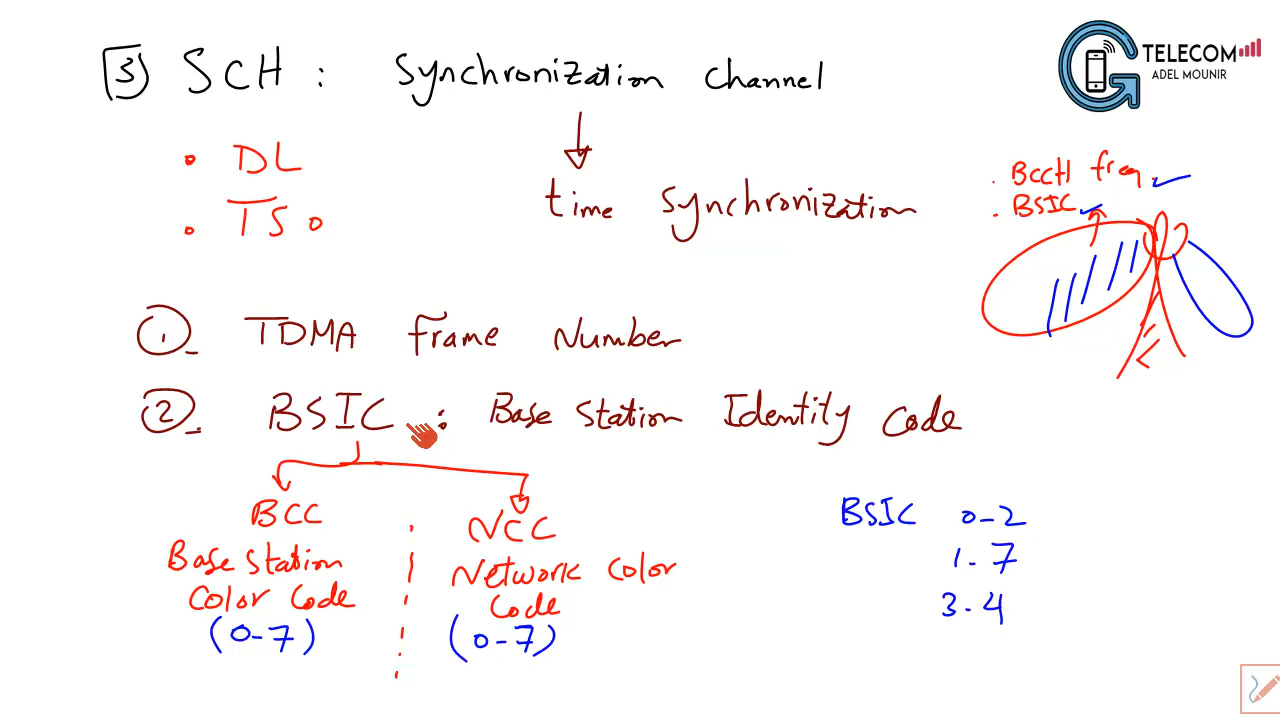 TELECOM
ADEL MOUNIR
3 SCH : Synchronization channel
• DL
• TS0
time synchronization
. BCCH freq.
. BSIC
1 TDMA frame Number
2 BSIC : Base Station Identity Code
BCC
Base Station
Color Code
(0-7)
NCC
Network Color
Code
(0-7)
BSIC 0-2
1-7
3-4